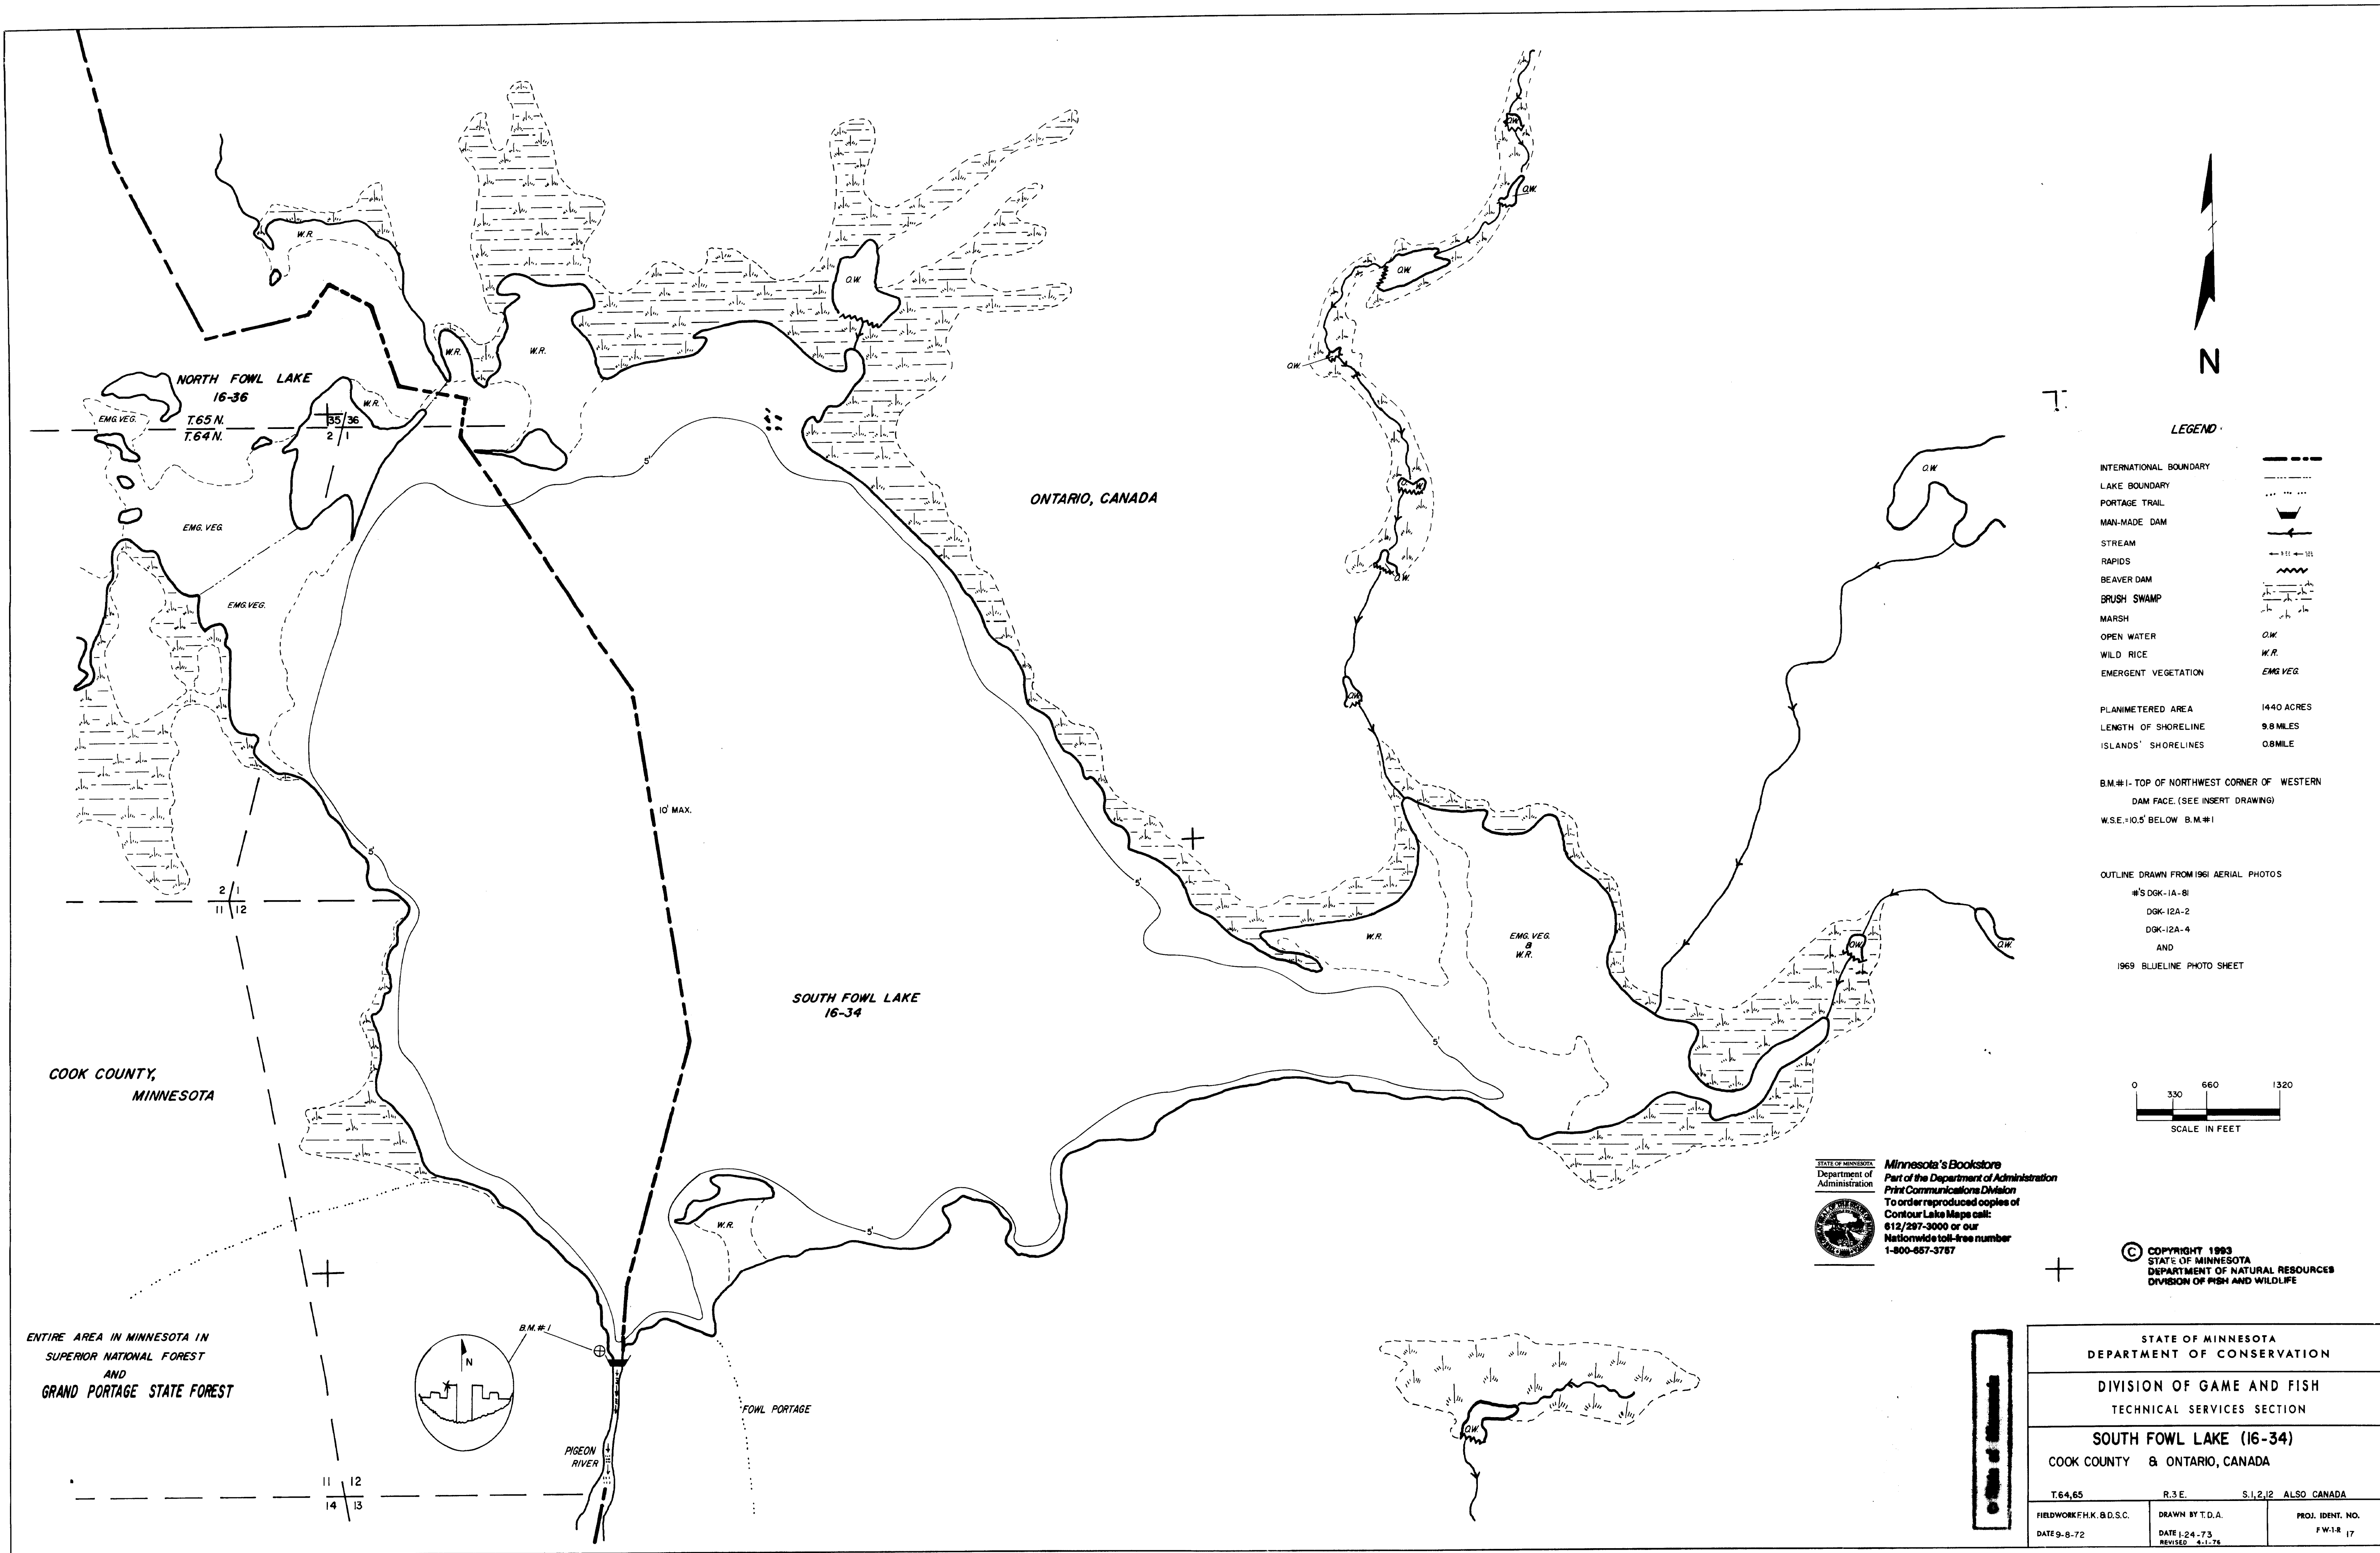 W.R.
W.R.
W.R.
O.W.
O.W.
O.W.
O.W.
O.W.
NORTH FOWL LAKE
16-36
W.R.
EMG.VEG.
T.65 N.
T.64 N.
35/36
2/1
5'
EMG. VEG.
EMG.VEG.
ONTARIO, CANADA
O.W.
O.W.
O.W.
O.W.
N
LEGEND
INTERNATIONAL BOUNDARY
LAKE BOUNDARY
PORTAGE TRAIL
MAN-MADE DAM
STREAM
RAPIDS
BEAVER DAM
BRUSH SWAMP
MARSH
OPEN WATER O.W.
WILD RICE W.R.
EMERGENT VEGETATION EMG.VEG.
PLANIMETERED AREA 1440 ACRES
LENGTH OF SHORELINE 9.8 MILES
ISLANDS' SHORELINES 0.8 MILE
B.M.#1- TOP OF NORTHWEST CORNER OF WESTERN
DAM FACE. (SEE INSERT DRAWING)
W.S.E.=10.5' BELOW B.M.#1
OUTLINE DRAWN FROM 1961 AERIAL PHOTOS
#'S DGK-1A-81
DGK-12A-2
DGK-12A-4
AND
1969 BLUELINE PHOTO SHEET
10' MAX.
5'
5'
2/1
11/12
W.R.
EMG. VEG.
&
W.R.
O.W.
O.W.
SOUTH FOWL LAKE
16-34
5'
COOK COUNTY,
MINNESOTA
0 330 660 1320
SCALE IN FEET
W.R.
5'
STATE OF MINNESOTA
Department of
Administration
Minnesota's Bookstore
Part of the Department of Administration
Print Communications Division
To order reproduced copies of
Contour Lake Maps call:
612/297-3000 or our
Nationwide toll-free number
1-800-657-3757
© COPYRIGHT 1993
STATE OF MINNESOTA
DEPARTMENT OF NATURAL RESOURCES
DIVISION OF FISH AND WILDLIFE
ENTIRE AREA IN MINNESOTA IN
SUPERIOR NATIONAL FOREST
AND
GRAND PORTAGE STATE FOREST
B.M.#1
N
FOWL PORTAGE
PIGEON
RIVER
O.W.
11 12
14 13
STATE OF MINNESOTA
DEPARTMENT OF CONSERVATION
DIVISION OF GAME AND FISH
TECHNICAL SERVICES SECTION
SOUTH FOWL LAKE (16-34)
COOK COUNTY & ONTARIO, CANADA
T.64,65 R.3 E. S.1,2,12 ALSO CANADA
FIELDWORK F.H.K. & D.S.C.
DATE 9-8-72
DRAWN BY T.D.A.
DATE 1-24-73
REVISED 4-1-76
PROJ. IDENT. NO.
FW-1-R 17